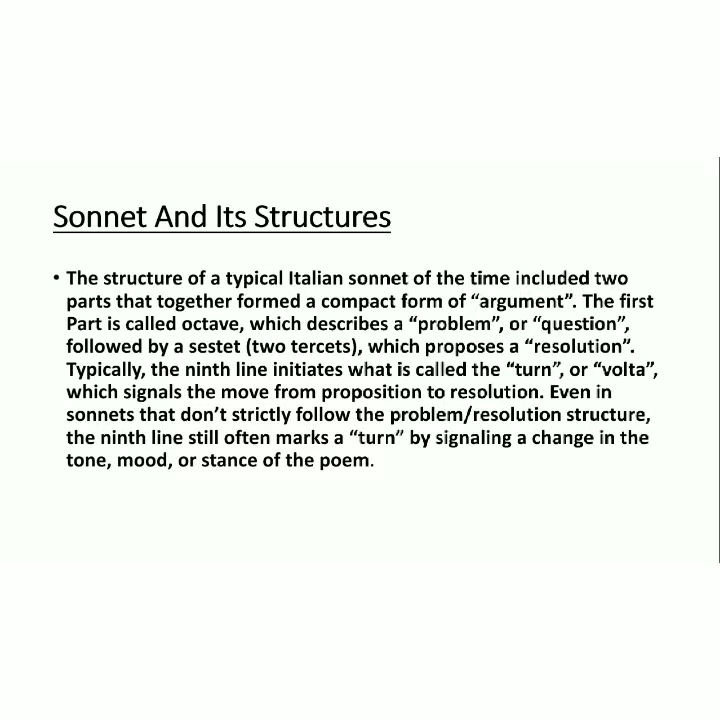 Sonnet And Its Structures
• The structure of a typical Italian sonnet of the time included two
parts that together formed a compact form of “argument”. The first
Part is called octave, which describes a “problem”, or “question”,
followed by a sestet (two tercets), which proposes a “resolution”.
Typically, the ninth line initiates what is called the “turn”, or “volta”,
which signals the move from proposition to resolution. Even in
sonnets that don’t strictly follow the problem/resolution structure,
the ninth line still often marks a “turn” by signaling a change in the
tone, mood, or stance of the poem.